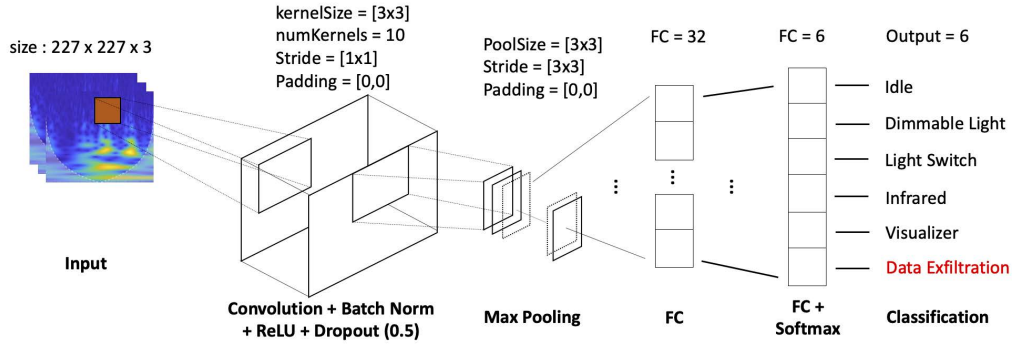 size : 227 x 227 x 3
kernelSize = [3x3]
numKernels = 10
Stride = [1x1]
Padding = [0,0]
PoolSize = [3x3]
Stride = [3x3]
Padding = [0,0]
FC = 32
FC = 6
Output = 6
Idle
Dimmable Light
Light Switch
Infrared
Visualizer
Data Exfiltration
Input
Convolution + Batch Norm
+ ReLU + Dropout (0.5)
Max Pooling
FC
FC +
Softmax
Classification